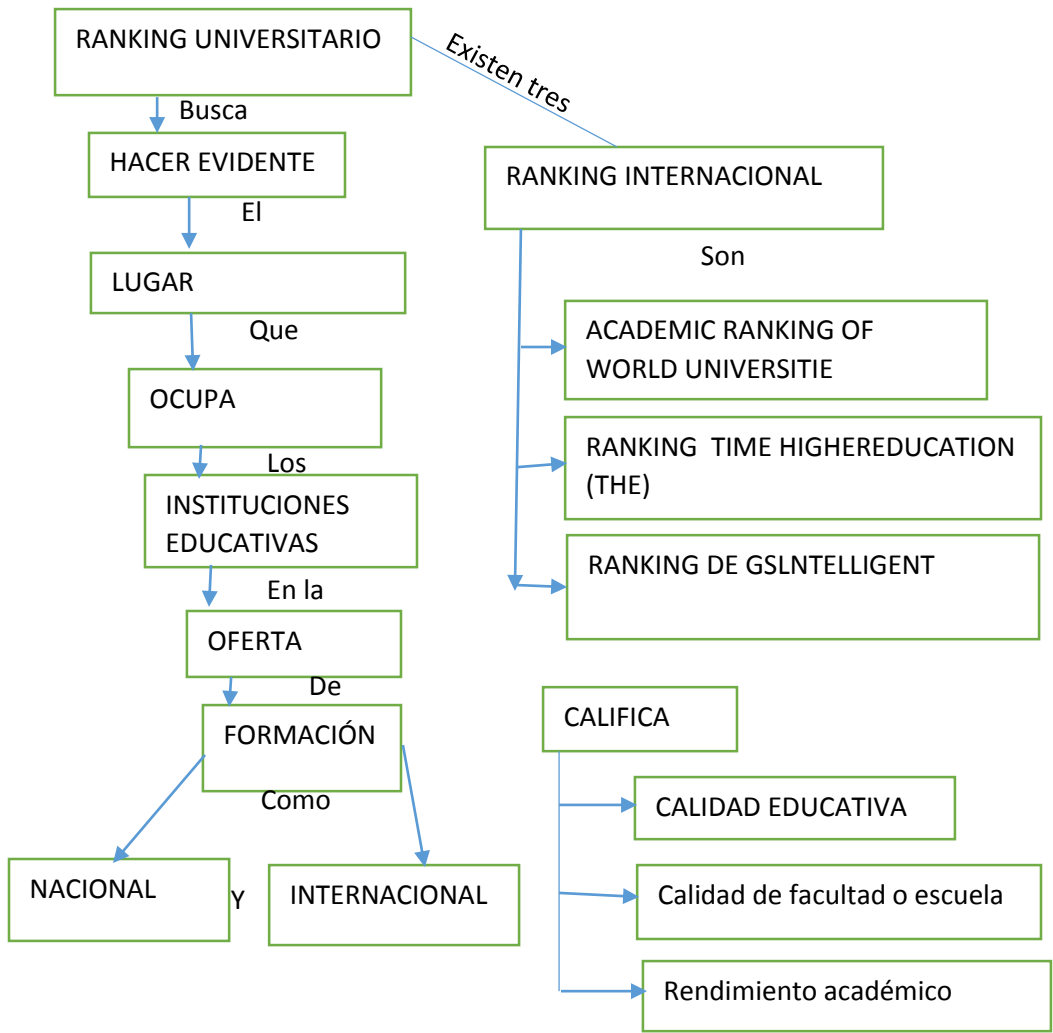 RANKING UNIVERSITARIO
Existen tres
Busca
HACER EVIDENTE
El
LUGAR
Que
OCUPA
Los
INSTITUCIONES
EDUCATIVAS
En la
OFERTA
De
FORMACIÓN
Como
NACIONAL
Y
INTERNACIONAL
RANKING INTERNACIONAL
Son
ACADEMIC RANKING OF
WORLD UNIVERSITIE
RANKING TIME HIGHEREDUCATION
(THE)
RANKING DE GSLNTELLIGENT
CALIFICA
CALIDAD EDUCATIVA
Calidad de facultad o escuela
Rendimiento académico